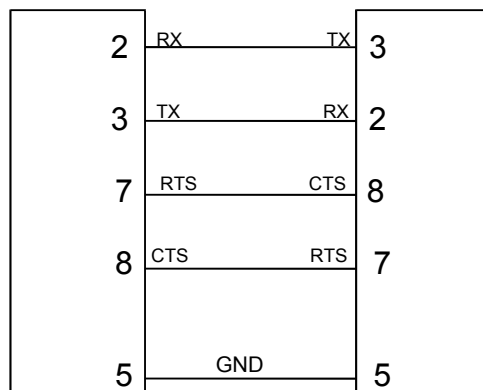 2 RX TX 3
3 TX RX 2
7 RTS CTS 8
8 CTS RTS 7
5 GND 5